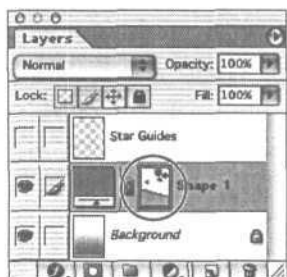 Layers
Normal Opacity: 100%
Lock: Fill: 100%
Star Guides
Shape 1
Background